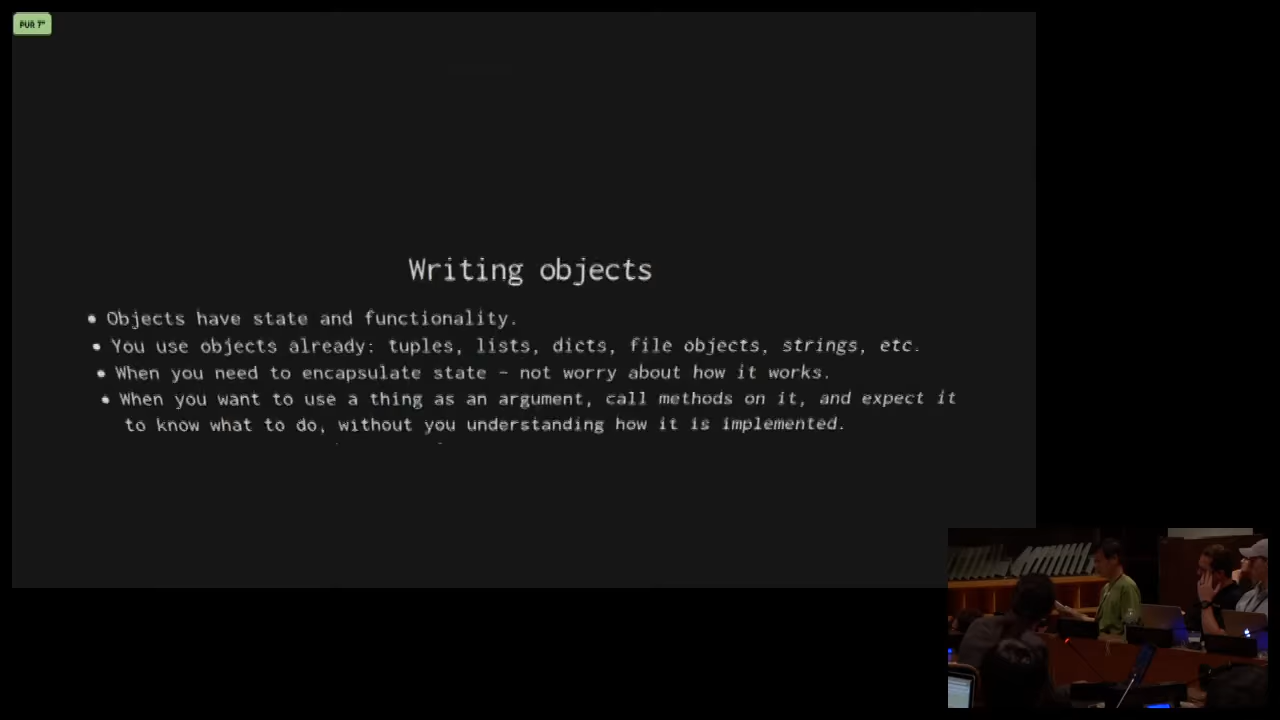 PUR 7°
Writing objects
• Objects have state and functionality.
• You use objects already: tuples, lists, dicts, file objects, strings, etc.
• When you need to encapsulate state – not worry about how it works.
• When you want to use a thing as an argument, call methods on it, and expect it
to know what to do, without you understanding how it is implemented.